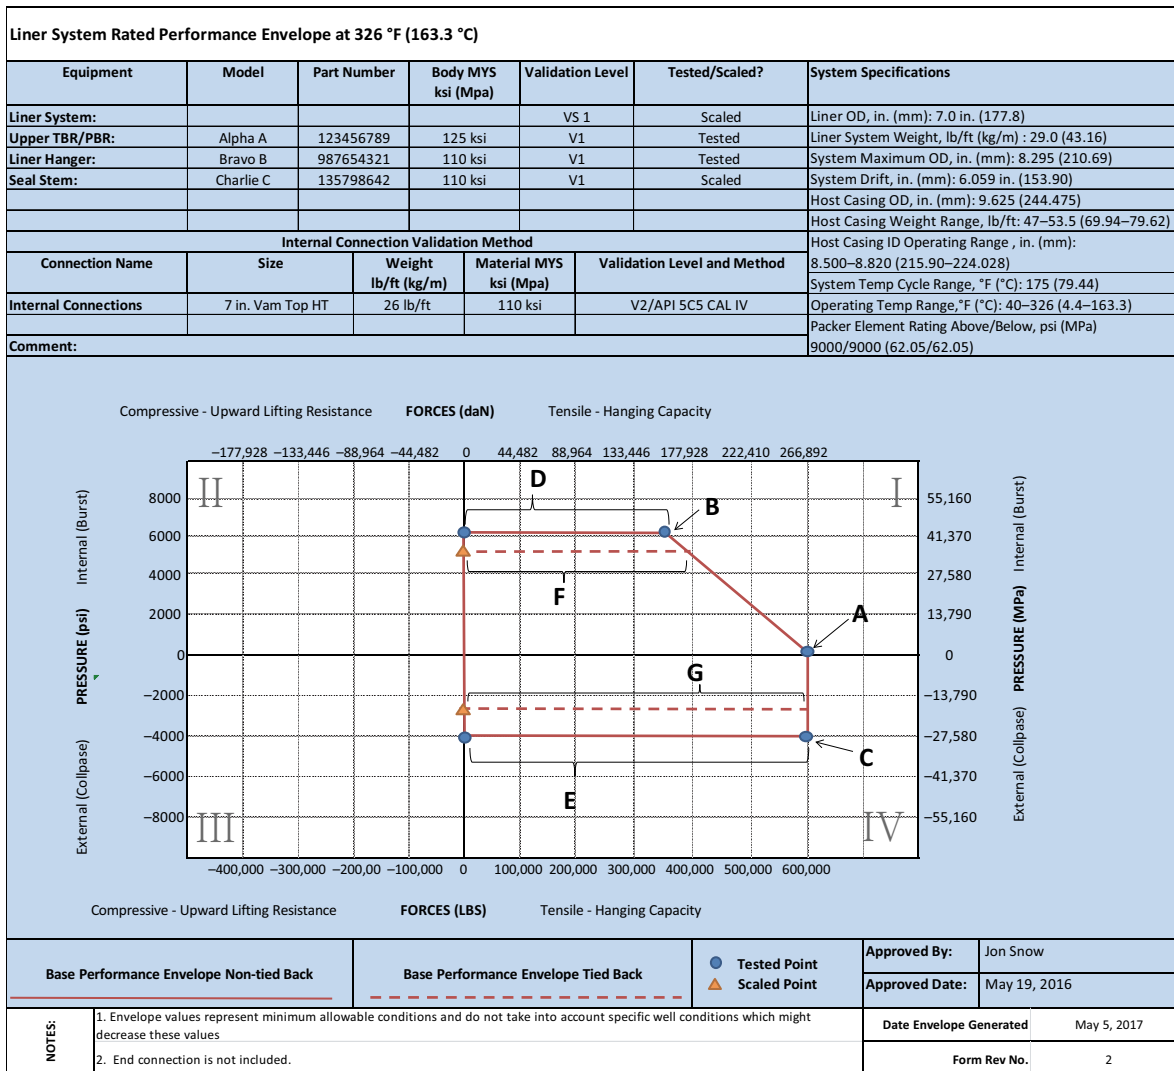 Liner System Rated Performance Envelope at 326 °F (163.3 °C)
Equipment Model Part Number Body MYS ksi (Mpa) Validation Level Tested/Scaled? System Specifications
Liner System: VS 1 Scaled Liner OD, in. (mm): 7.0 in. (177.8)
Upper TBR/PBR: Alpha A 123456789 125 ksi V1 Tested Liner System Weight, lb/ft (kg/m) : 29.0 (43.16)
Liner Hanger: Bravo B 987654321 110 ksi V1 Tested System Maximum OD, in. (mm): 8.295 (210.69)
Seal Stem: Charlie C 135798642 110 ksi V1 Scaled System Drift, in. (mm): 6.059 in. (153.90)
Host Casing OD, in. (mm): 9.625 (244.475)
Host Casing Weight Range, lb/ft: 47–53.5 (69.94–79.62)
Internal Connection Validation Method Host Casing ID Operating Range , in. (mm):
Connection Name Size Weight lb/ft (kg/m) Material MYS ksi (Mpa) Validation Level and Method 8.500–8.820 (215.90–224.028)
System Temp Cycle Range, °F (°C): 175 (79.44)
Internal Connections 7 in. Vam Top HT 26 lb/ft 110 ksi V2/API 5C5 CAL IV Operating Temp Range,°F (°C): 40–326 (4.4–163.3)
Packer Element Rating Above/Below, psi (MPa)
Comment: 9000/9000 (62.05/62.05)
Compressive - Upward Lifting Resistance FORCES (daN) Tensile - Hanging Capacity
–177,928 –133,446 –88,964 –44,482 0 44,482 88,964 133,446 177,928 222,410 266,892
II D I
8000 55,160
B
6000 41,370
4000 27,580
F
2000 13,790
A
0 0
G
–2000 –13,790
–4000 –27,580
C
–6000 –41,370
E
–8000 –55,160
III IV
Internal (Burst)
PRESSURE (psi)
External (Collpase)
Internal (Burst)
PRESSURE (MPa)
External (Collpase)
–400,000 –300,000 –200,00 –100,000 0 100,000 200,000 300,000 400,000 500,000 600,000
Compressive - Upward Lifting Resistance FORCES (LBS) Tensile - Hanging Capacity
Base Performance Envelope Non-tied Back Base Performance Envelope Tied Back
Tested Point
Scaled Point
Approved By: Jon Snow
Approved Date: May 19, 2016
NOTES:
1. Envelope values represent minimum allowable conditions and do not take into account specific well conditions which might
decrease these values
2. End connection is not included.
Date Envelope Generated May 5, 2017
Form Rev No. 2